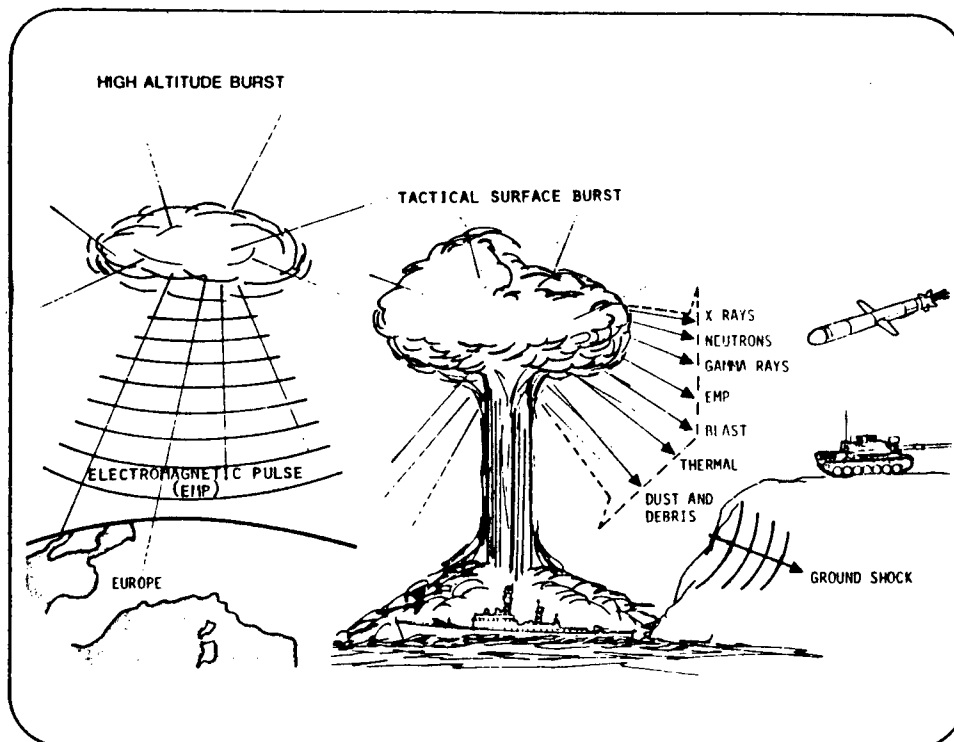 HIGH ALTITUDE BURST
TACTICAL SURFACE BURST
X RAYS
NEUTRONS
GAMMA RAYS
EMP
BLAST
THERMAL
DUST AND
DEBRIS
GROUND SHOCK
ELECTROMAGNETIC PULSE
(EMP)
EUROPE